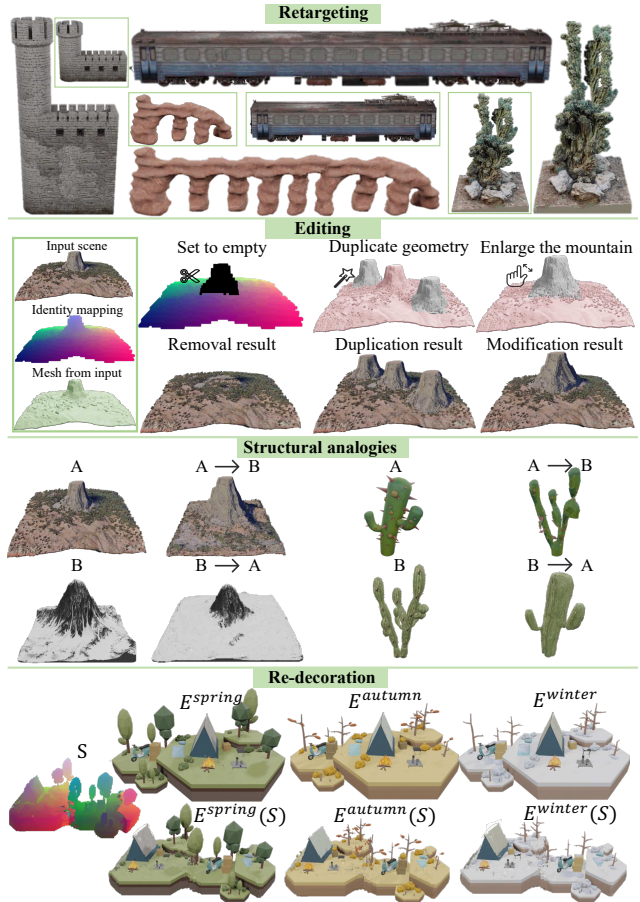 Retargeting
Editing
Input scene
Set to empty
Duplicate geometry
Enlarge the mountain
Identity mapping
Mesh from input
Removal result
Duplication result
Modification result
Structural analogies
A
A → B
A
A → B
B
B → A
B
B → A
Re-decoration
S
E^spring
E^autumn
E^winter
E^spring(S)
E^autumn(S)
E^winter(S)